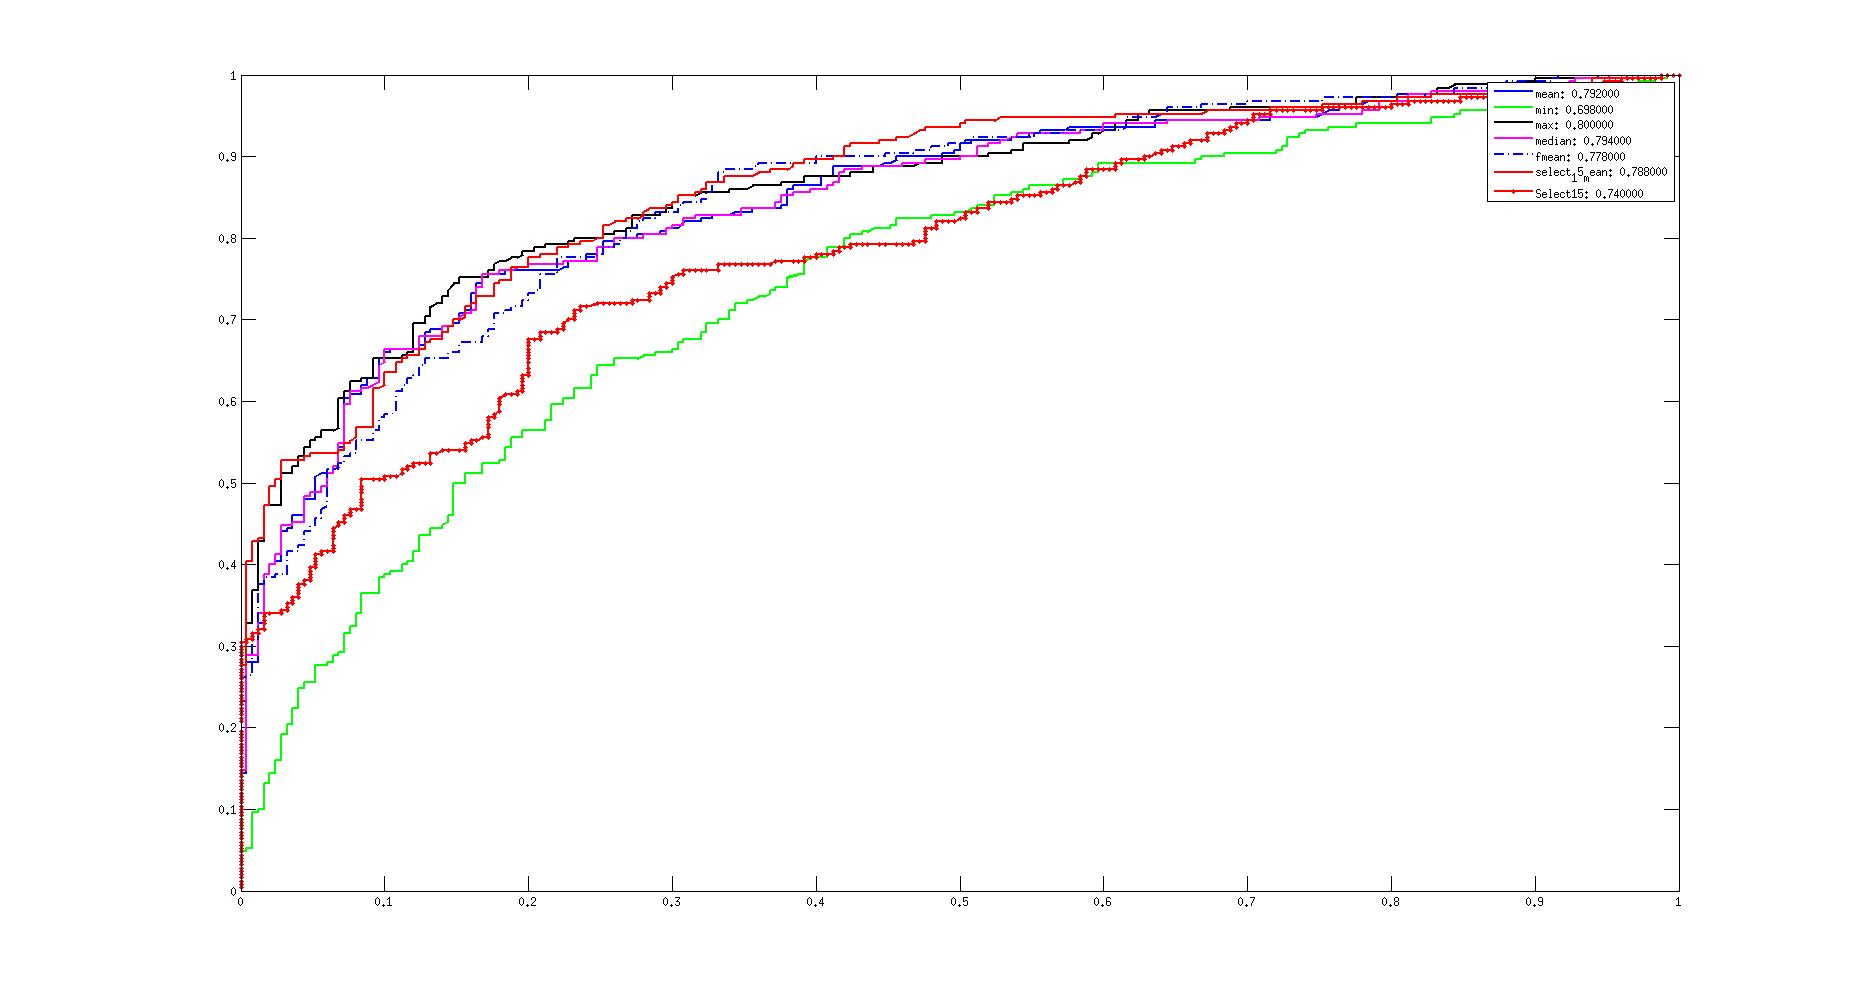 1
0.9
0.8
0.7
0.6
0.5
0.4
0.3
0.2
0.1
0
0 0.1 0.2 0.3 0.4 0.5 0.6 0.7 0.8 0.9 1
mean: 0.792000
min: 0.698000
max: 0.800000
median: 0.794000
fmean: 0.778000
select15mean: 0.788000
Select15: 0.740000